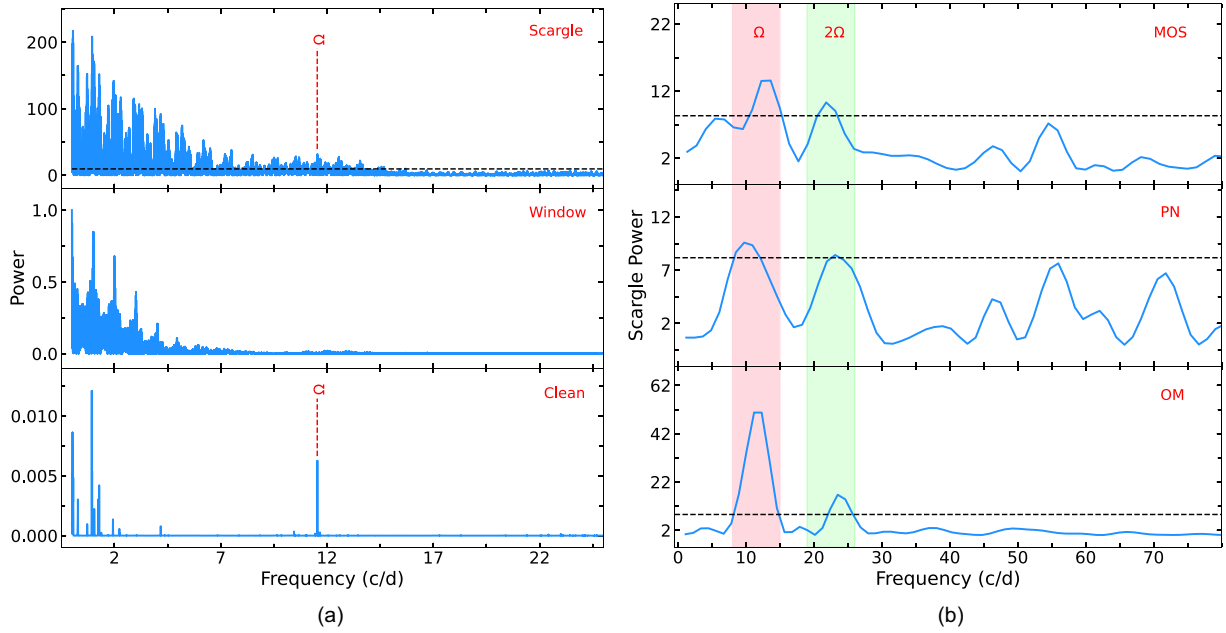 Scargle
Ω
200
100
0
Window
1.0
0.5
0.0
Power
Clean
Ω
0.010
0.005
0.000
2 7 12 17 22
Frequency (c/d)
(a)
MOS
Ω 2Ω
22
12
2
PN
12
7
2
Scargle Power
OM
62
42
22
2
0 10 20 30 40 50 60 70
Frequency (c/d)
(b)